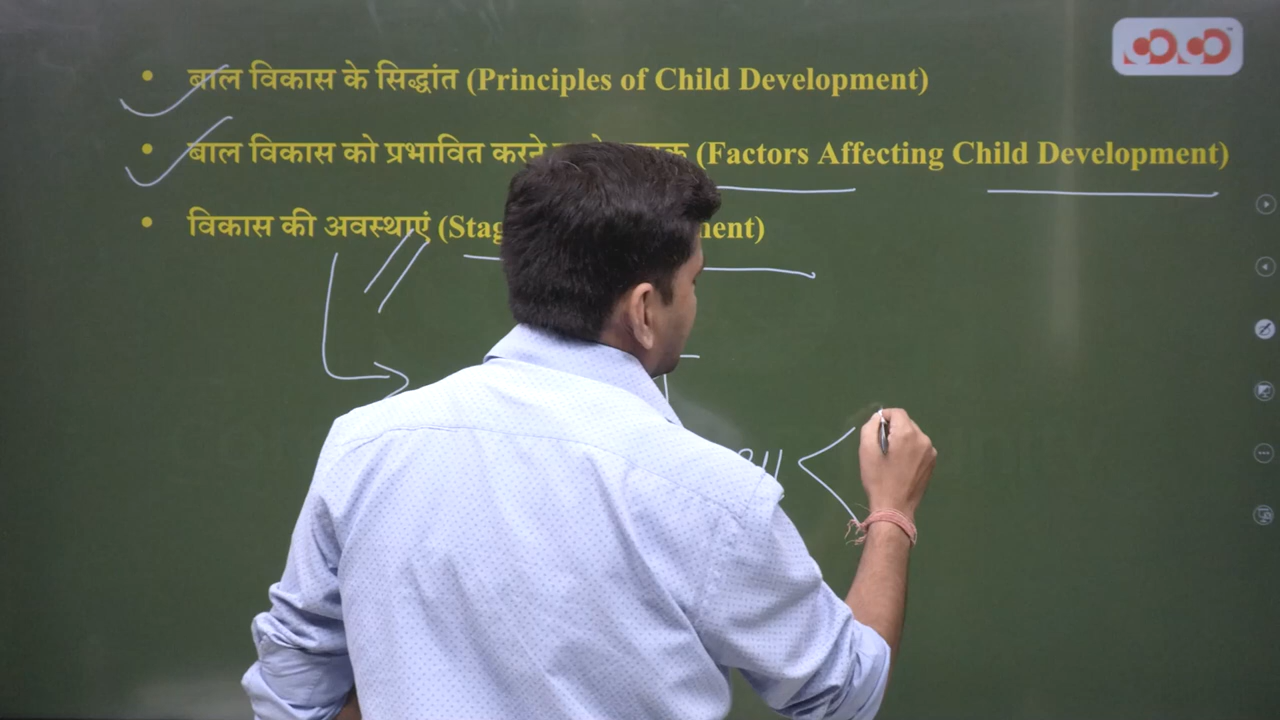 • बाल विकास के सिद्धांत (Principles of Child Development)
• बाल विकास को प्रभावित करने (Factors Affecting Child Development)
• विकास की अवस्थाएं (Stag ment)